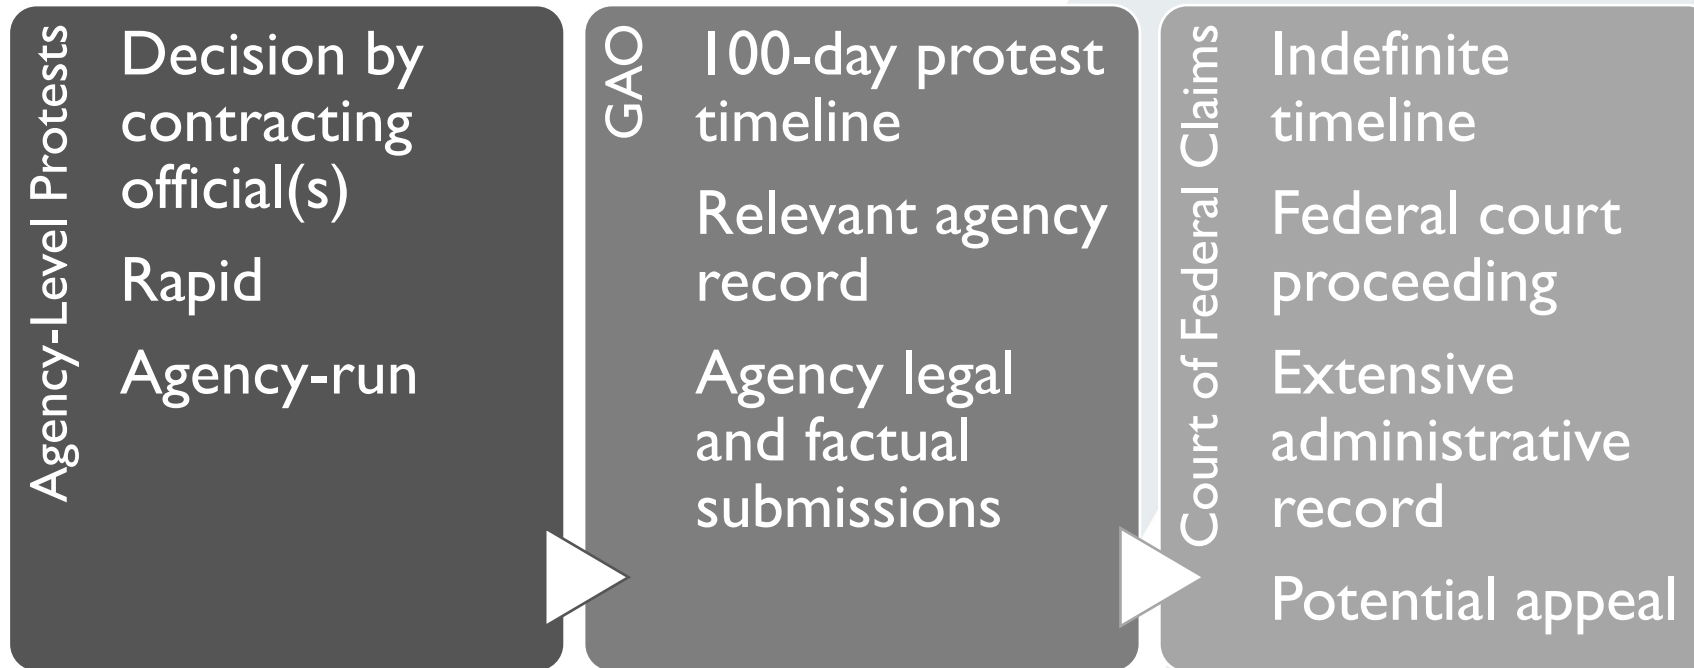 Agency-Level Protests
Decision by
contracting
official(s)
Rapid
Agency-run
GAO
100-day protest
timeline
Relevant agency
record
Agency legal
and factual
submissions
Court of Federal Claims
Indefinite
timeline
Federal court
proceeding
Extensive
administrative
record
Potential appeal